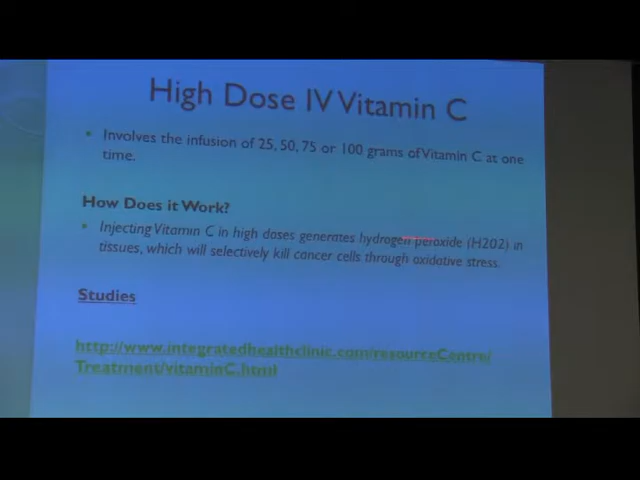 High Dose IV Vitamin C
• Involves the infusion of 25, 50, 75 or 100 grams of Vitamin C at one
time.
How Does it Work?
• Injecting Vitamin C in high doses generates hydrogen peroxide (H202) in
tissues, which will selectively kill cancer cells through oxidative stress.
Studies
http://www.integratedhealthclinic.com/resourceCentre/
Treatment/vitaminC.html